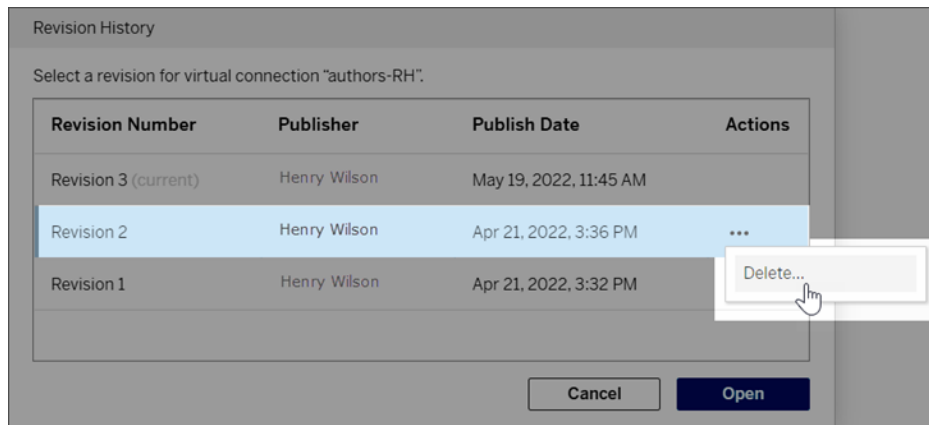 Revision History
Select a revision for virtual connection “authors-RH”.
Revision Number Publisher Publish Date Actions
Revision 3 (current) Henry Wilson May 19, 2022, 11:45 AM
Revision 2 Henry Wilson Apr 21, 2022, 3:36 PM •••
Delete...
Revision 1 Henry Wilson Apr 21, 2022, 3:32 PM
Cancel Open